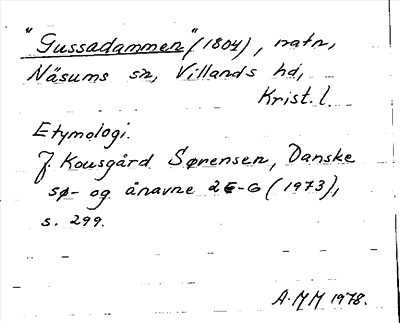 "Gussadammen" (1804), natn,
Näsums sn, Villands hd,
Krist. l.
Etymologi.
J. Kousgård Sørensen, Danske
sø- og ånavne 2 E-G (1973),
s. 299.
A. M M 1978.